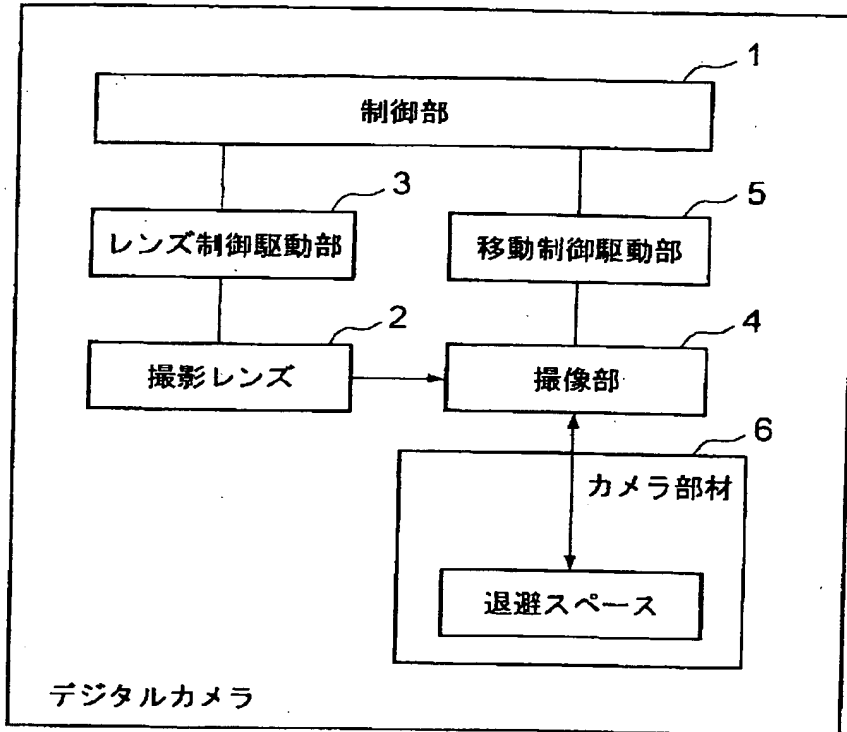 1
制御部
3
5
レンズ制御駆動部
移動制御駆動部
2
4
撮影レンズ
撮像部
6
カメラ部材
退避スペース
デジタルカメラ